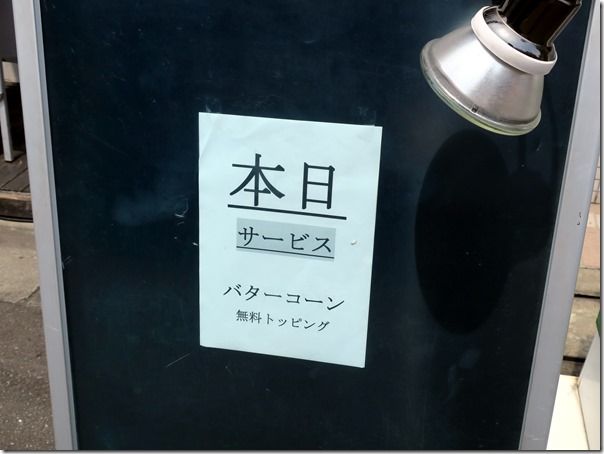 本日
サービス
バターコーン
無料トッピング